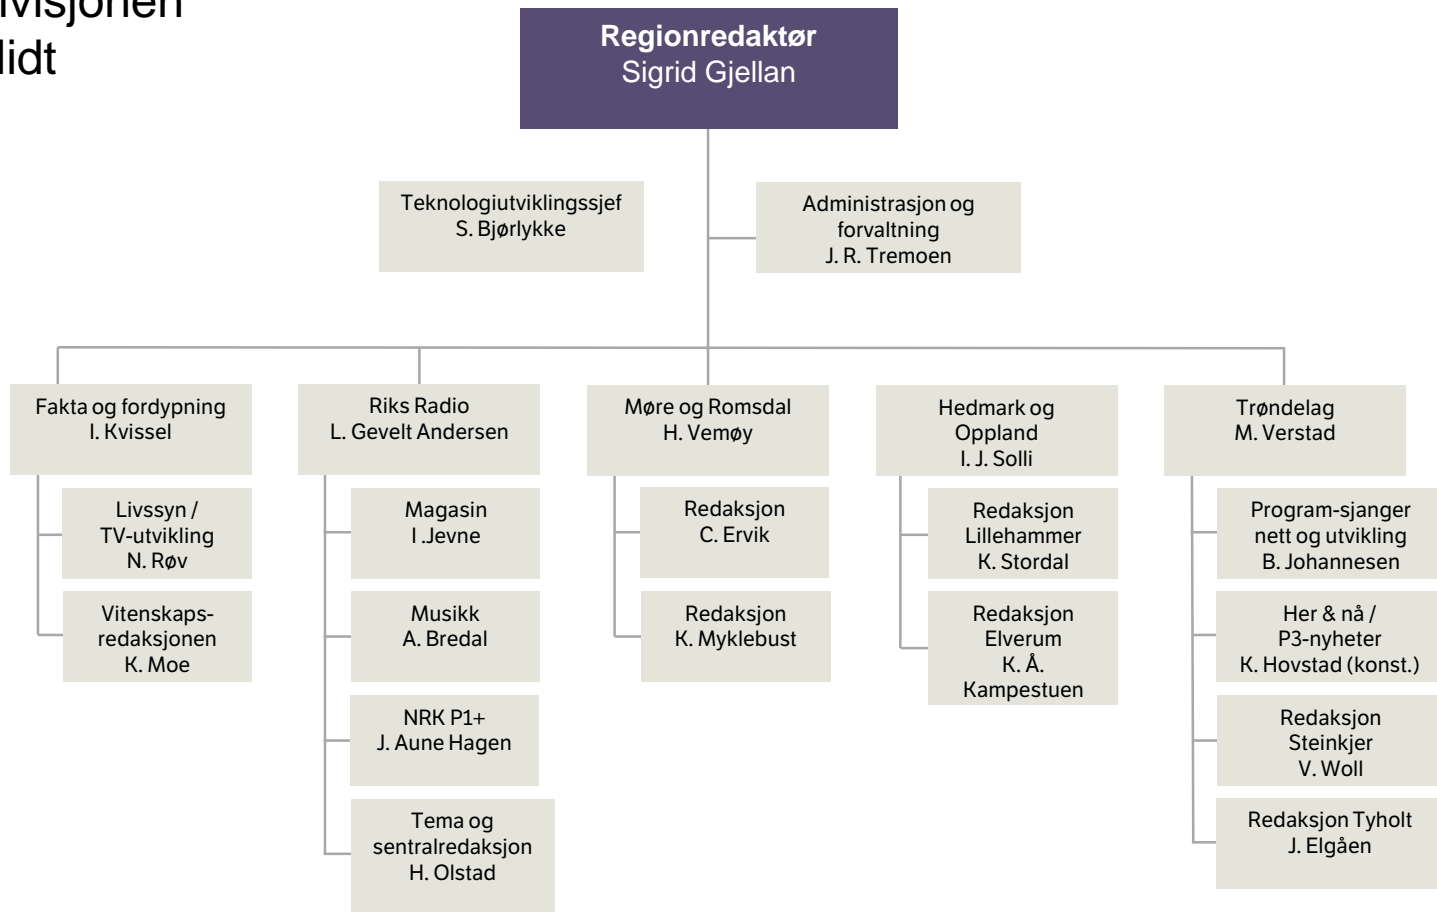 Regionredaktør
Sigrid Gjellan
Teknologiutviklingssjef
S. Bjørlykke
Administrasjon og
forvaltning
J. R. Tremoen
Fakta og fordypning
I. Kvissel
Riks Radio
L. Gevelt Andersen
Møre og Romsdal
H. Vemøy
Hedmark og
Oppland
I. J. Solli
Trøndelag
M. Verstad
Livssyn /
TV-utvikling
N. Røv
Vitenskaps-
redaksjonen
K. Moe
Magasin
I .Jevne
Musikk
A. Bredal
NRK P1+
J. Aune Hagen
Tema og
sentralredaksjon
H. Olstad
Redaksjon
C. Ervik
Redaksjon
K. Myklebust
Redaksjon
Lillehammer
K. Stordal
Redaksjon
Elverum
K. Å.
Kampestuen
Program-sjanger
nett og utvikling
B. Johannesen
Her & nå /
P3-nyheter
K. Hovstad (konst.)
Redaksjon
Steinkjer
V. Woll
Redaksjon Tyholt
J. Elgåen